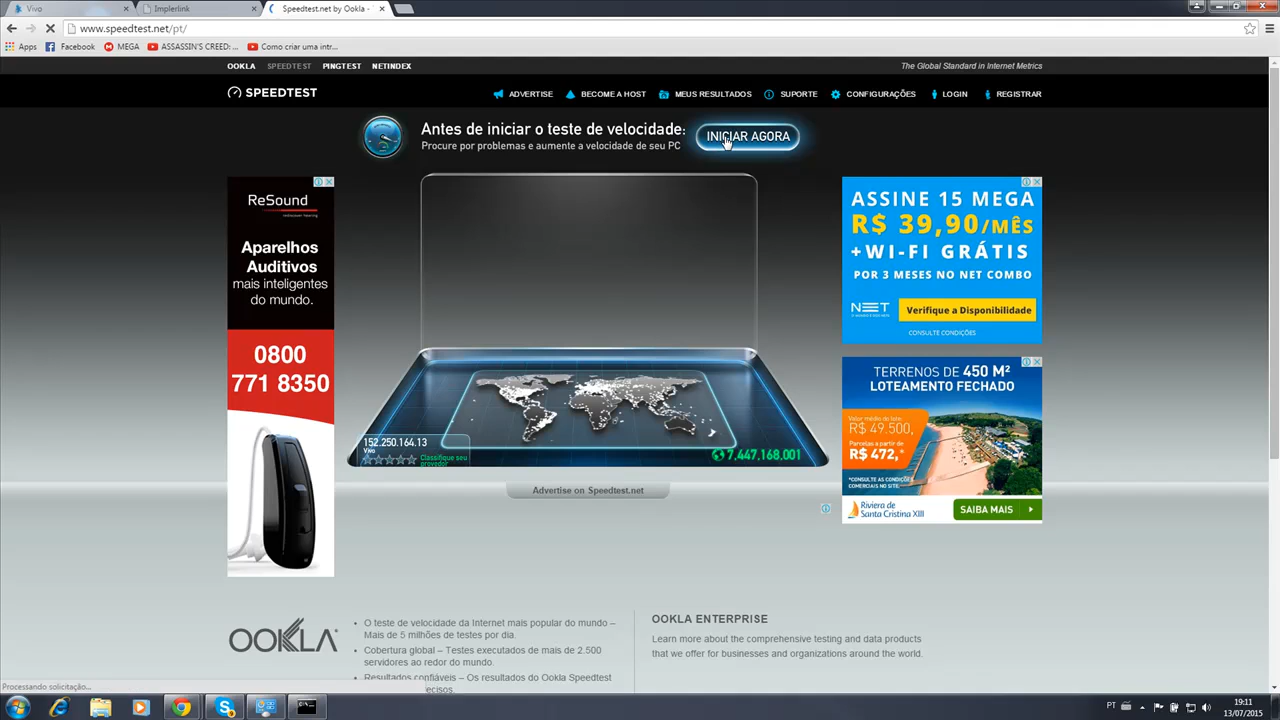 Vivo
Implerlink
Speedtest.net by Ookla -
www.speedtest.net/pt/
Apps
Facebook
MEGA
ASSASSIN'S CREED: ...
Como criar uma intr...
OOKLA
SPEEDTEST
PINGTEST
NETINDEX
The Global Standard in Internet Metrics
SPEEDTEST
ADVERTISE
BECOME A HOST
MEUS RESULTADOS
SUPORTE
CONFIGURAÇÕES
LOGIN
REGISTRAR
Antes de iniciar o teste de velocidade:
Procure por problemas e aumente a velocidade de seu PC
INICIAR AGORA
ReSound
rediscover hearing
Aparelhos
Auditivos
mais inteligentes
do mundo.
0800
771 8350
ASSINE 15 MEGA
R$ 39,90/MÊS
+WI-FI GRÁTIS
POR 3 MESES NO NET COMBO
NET
Verifique a Disponibilidade
CONSULTE CONDIÇÕES
TERRENOS DE 450 M²
LOTEAMENTO FECHADO
Valor médio do lote:
R$ 49.500,
Parcelas a partir de
R$ 472,*
*CONSULTE AS CONDIÇÕES
COMERCIAIS NO SITE.
Riviera de
Santa Cristina XIII
SAIBA MAIS
152.250.164.13
Vivo
Classifique seu
provedor
7,447,168,001
Advertise on Speedtest.net
OOKLA
O teste de velocidade da Internet mais popular do mundo –
Mais de 5 milhões de testes por dia.
Cobertura global – Testes executados de mais de 2.500
servidores ao redor do mundo.
Resultados confiáveis – Os resultados do Ookla Speedtest
ecisos.
OOKLA ENTERPRISE
Learn more about the comprehensive testing and data products
that we offer for businesses and organizations around the world.
Processando solicitação...
PT
19:11
13/07/2015